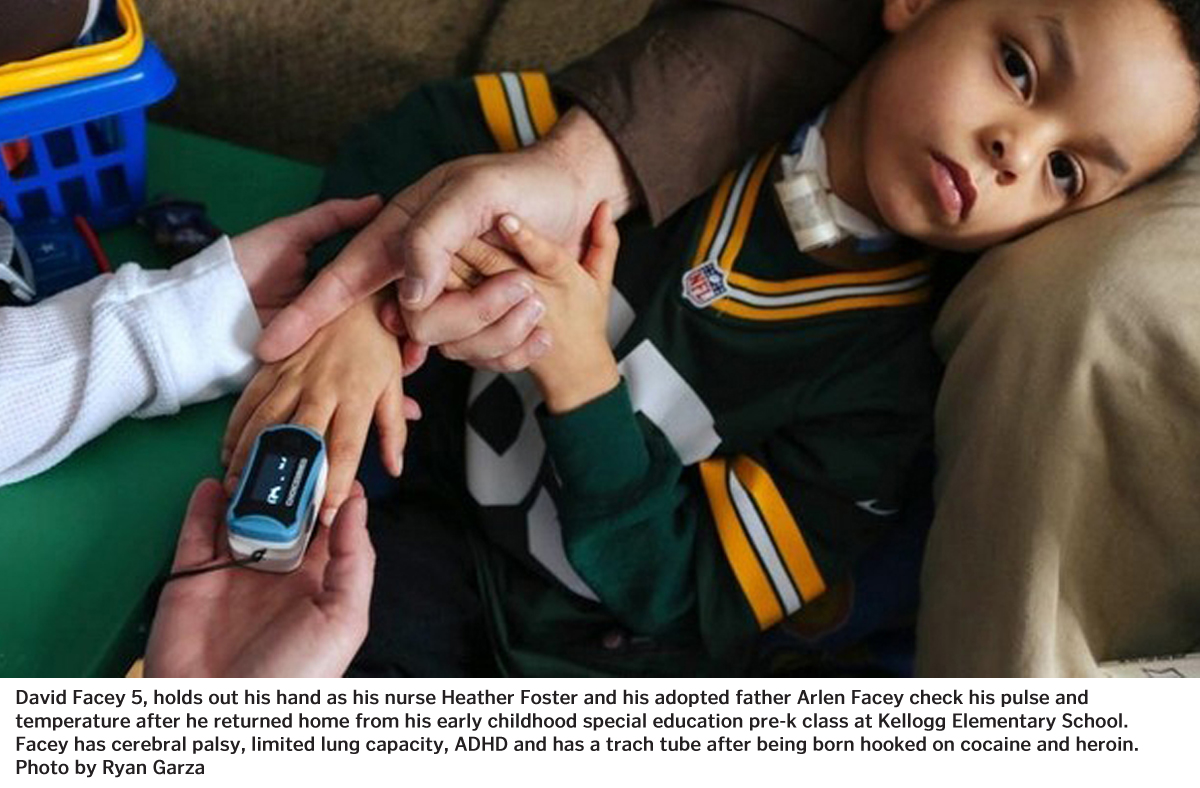 NFL
David Facey 5, holds out his hand as his nurse Heather Foster and his adopted father Arlen Facey check his pulse and
temperature after he returned home from his early childhood special education pre-k class at Kellogg Elementary School.
Facey has cerebral palsy, limited lung capacity, ADHD and has a trach tube after being born hooked on cocaine and heroin.
Photo by Ryan Garza